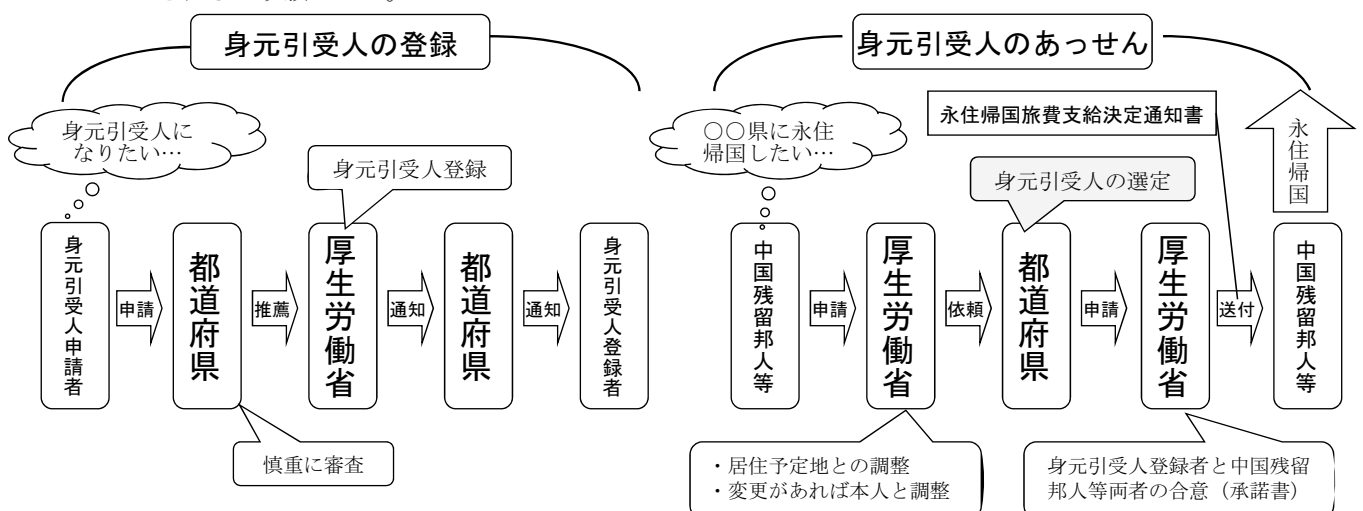 身元引受人の登録
身元引受人に
なりたい…
身元引受人登録
身元引受人申請者
申請
都道府県
推薦
厚生労働省
通知
都道府県
通知
身元引受人登録者
慎重に審査
身元引受人のあっせん
〇〇県に永住
帰国したい…
永住帰国旅費支給決定通知書
永住帰国
身元引受人の選定
中国残留邦人等
申請
厚生労働省
依頼
都道府県
申請
厚生労働省
送付
中国残留邦人等
・居住予定地との調整
・変更があれば本人と調整
身元引受人登録者と中国残留
邦人等両者の合意（承諾書）